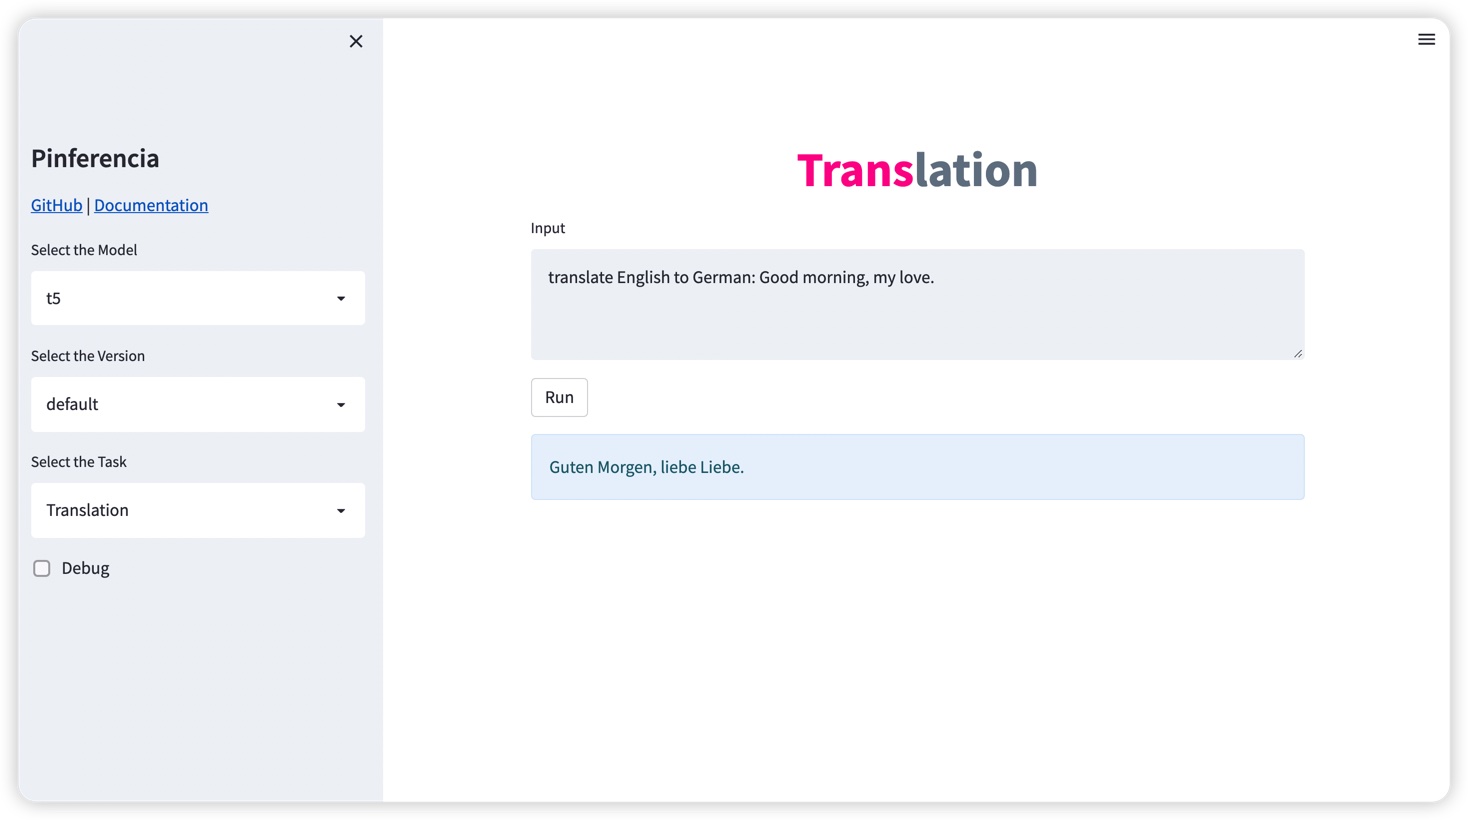 Pinferencia
GitHub | Documentation
Select the Model
t5
Select the Version
default
Select the Task
Translation
Debug
Translation
Input
translate English to German: Good morning, my love.
Run
Guten Morgen, liebe Liebe.